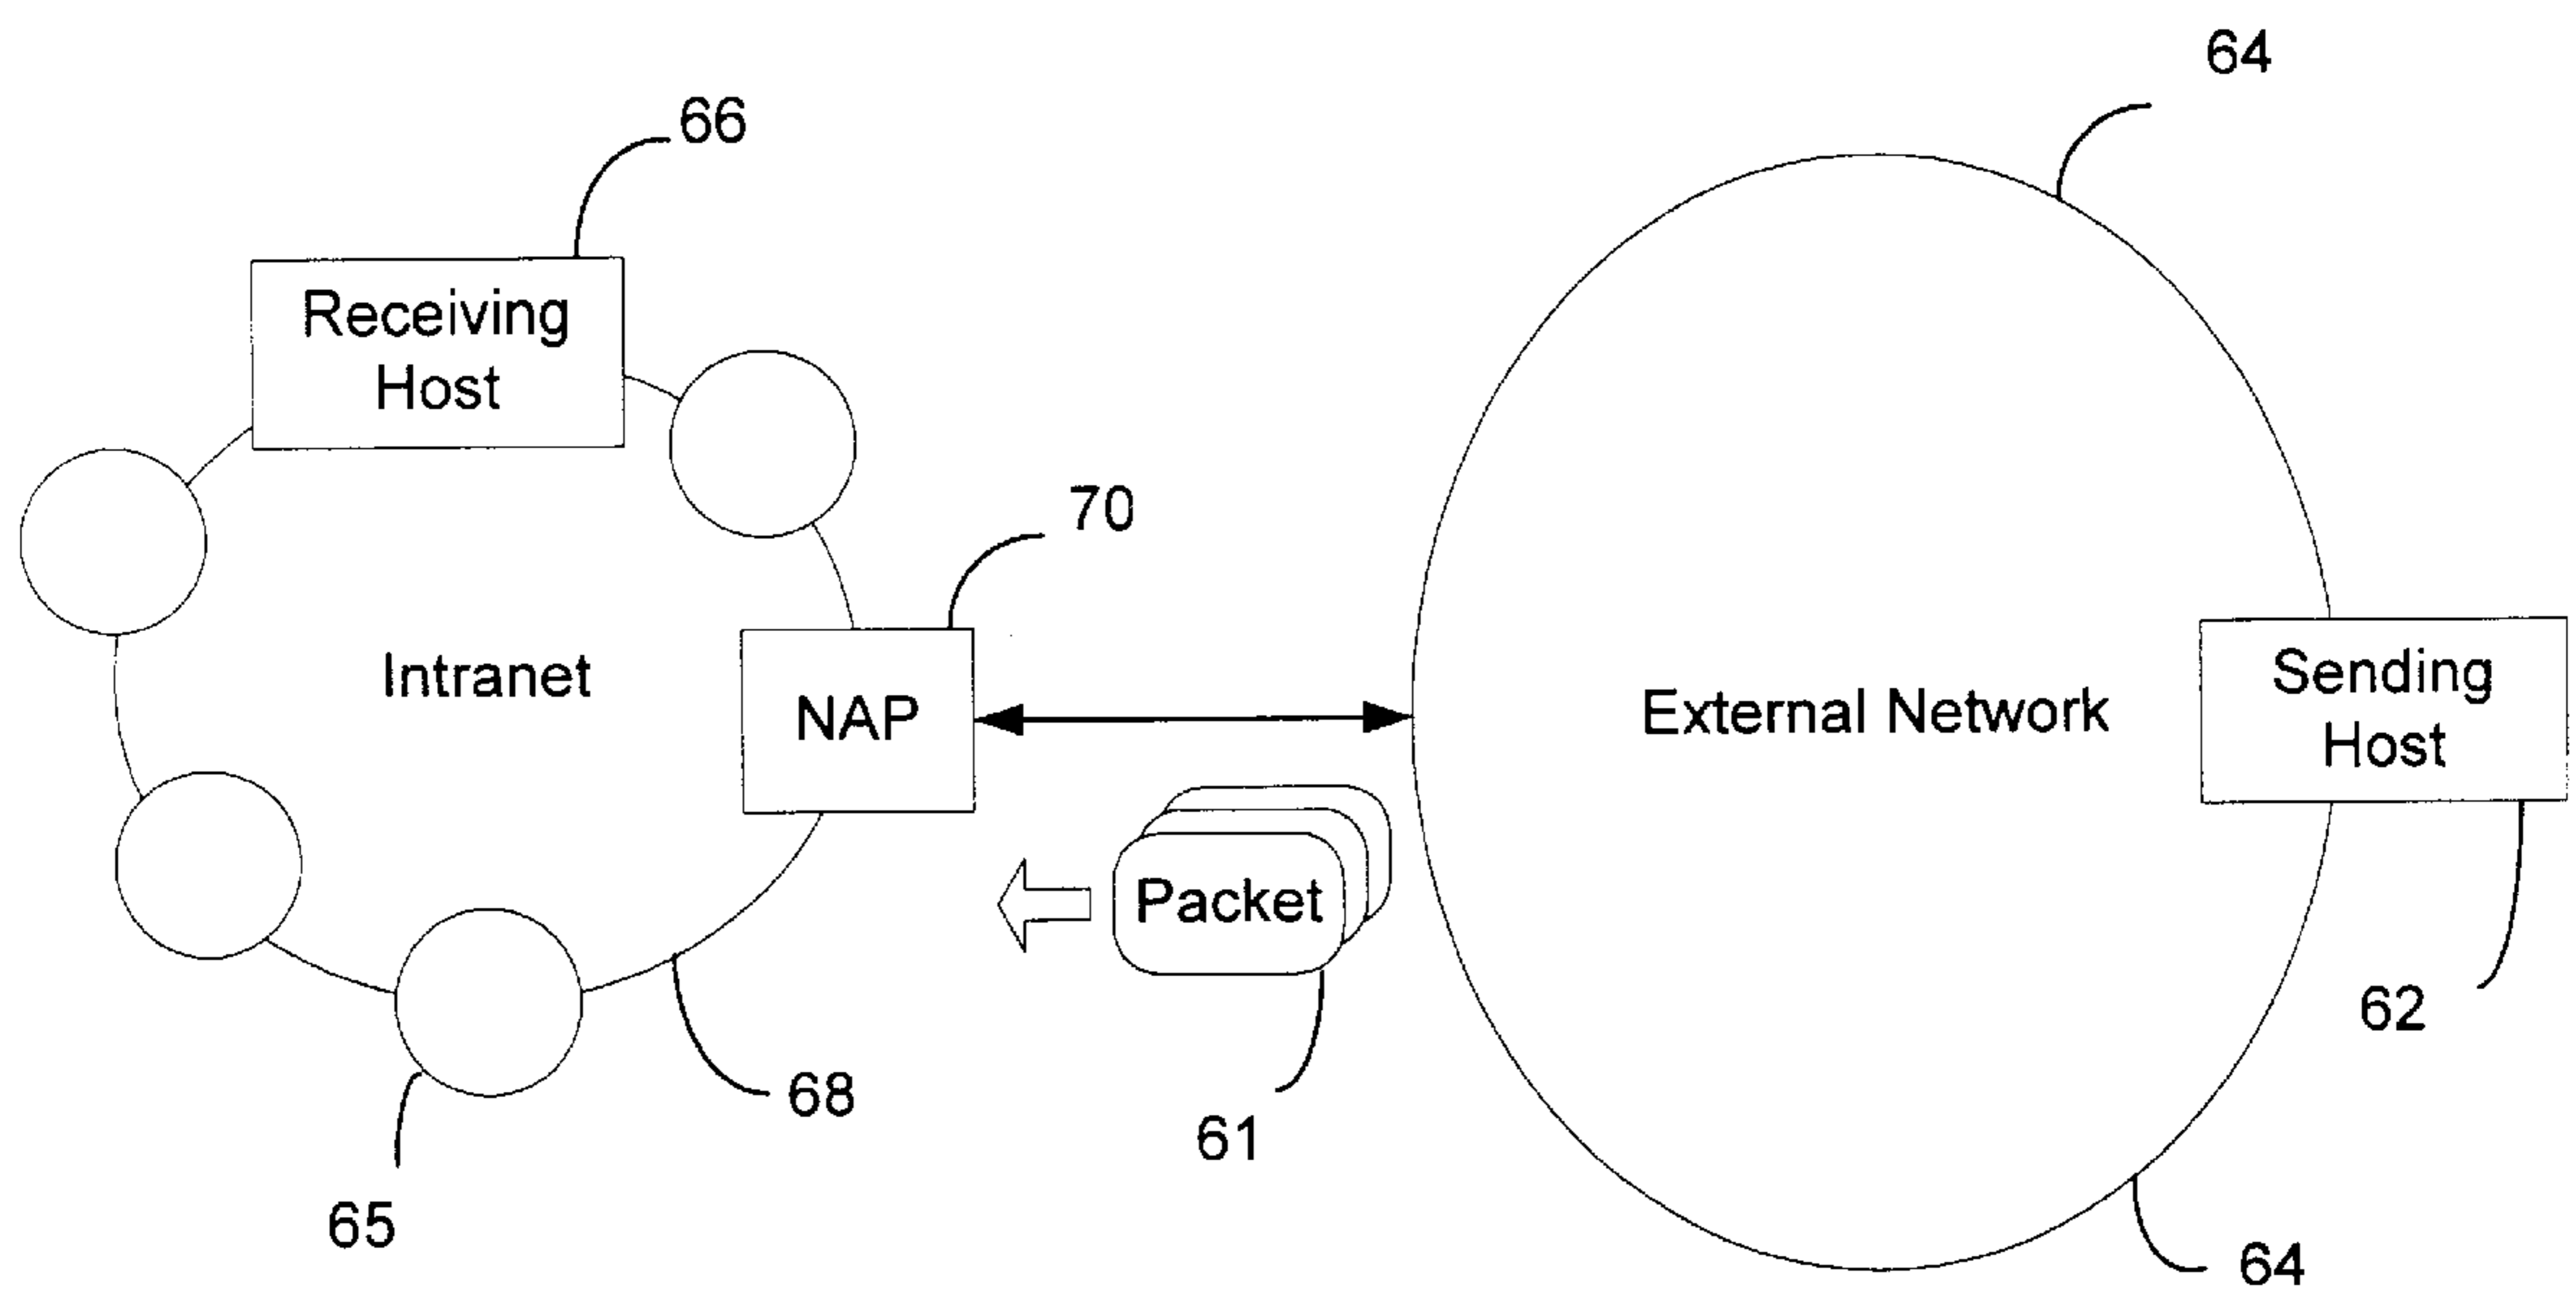 64
66
Receiving
Host
70
Intranet
NAP
External Network
Sending
Host
Packet
62
68
61
65
64